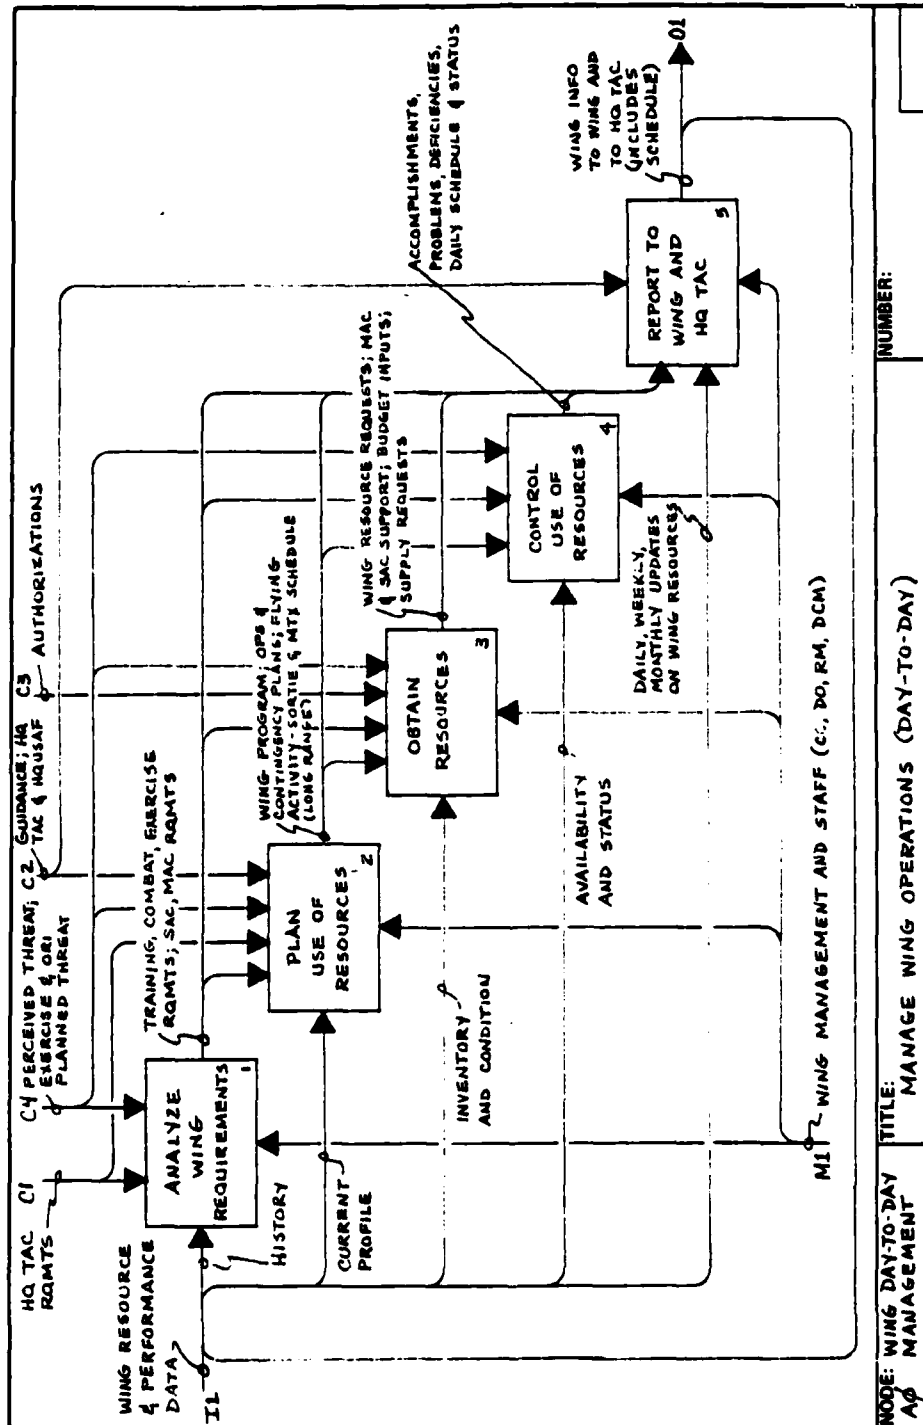 HQ TAC
RQMTS
C1
C4 PERCEIVED THREAT;
EXERCISE & ORI
PLANNED THREAT
C2 GUIDANCE; HQ
TAC & HQUSAF
C3
AUTHORIZATIONS
WING RESOURCE
& PERFORMANCE
DATA
I1
HISTORY
ANALYZE
WING
REQUIREMENTS
1
TRAINING, COMBAT, EXERCISE
RQMTS; SAC, MAC RQMTS
CURRENT
PROFILE
PLAN
USE OF
RESOURCES
2
WING PROGRAM; OPS &
CONTINGENCY PLANS; FLYING
ACTIVITY-SORTIE & MTX SCHEDULE
(LONG RANGE)
INVENTORY
AND CONDITION
OBTAIN
RESOURCES
3
WING RESOURCE REQUESTS; MAC
& SAC SUPPORT; BUDGET INPUTS;
SUPPLY REQUESTS
AVAILABILITY
AND STATUS
CONTROL
USE OF
RESOURCES
4
ACCOMPLISHMENTS,
PROBLEMS, DEFICIENCIES,
DAILY SCHEDULE & STATUS
DAILY, WEEKLY,
MONTHLY UPDATES
ON WING RESOURCES
REPORT TO
WING AND
HQ TAC
5
WING INFO
TO WING AND
TO HQ TAC
(INCLUDES
SCHEDULE)
O1
M1
WING MANAGEMENT AND STAFF (C:, DO, RM, DCM)
NODE: WING DAY-TO-DAY
A0 MANAGEMENT
TITLE:
MANAGE WING OPERATIONS (DAY-TO-DAY)
NUMBER: